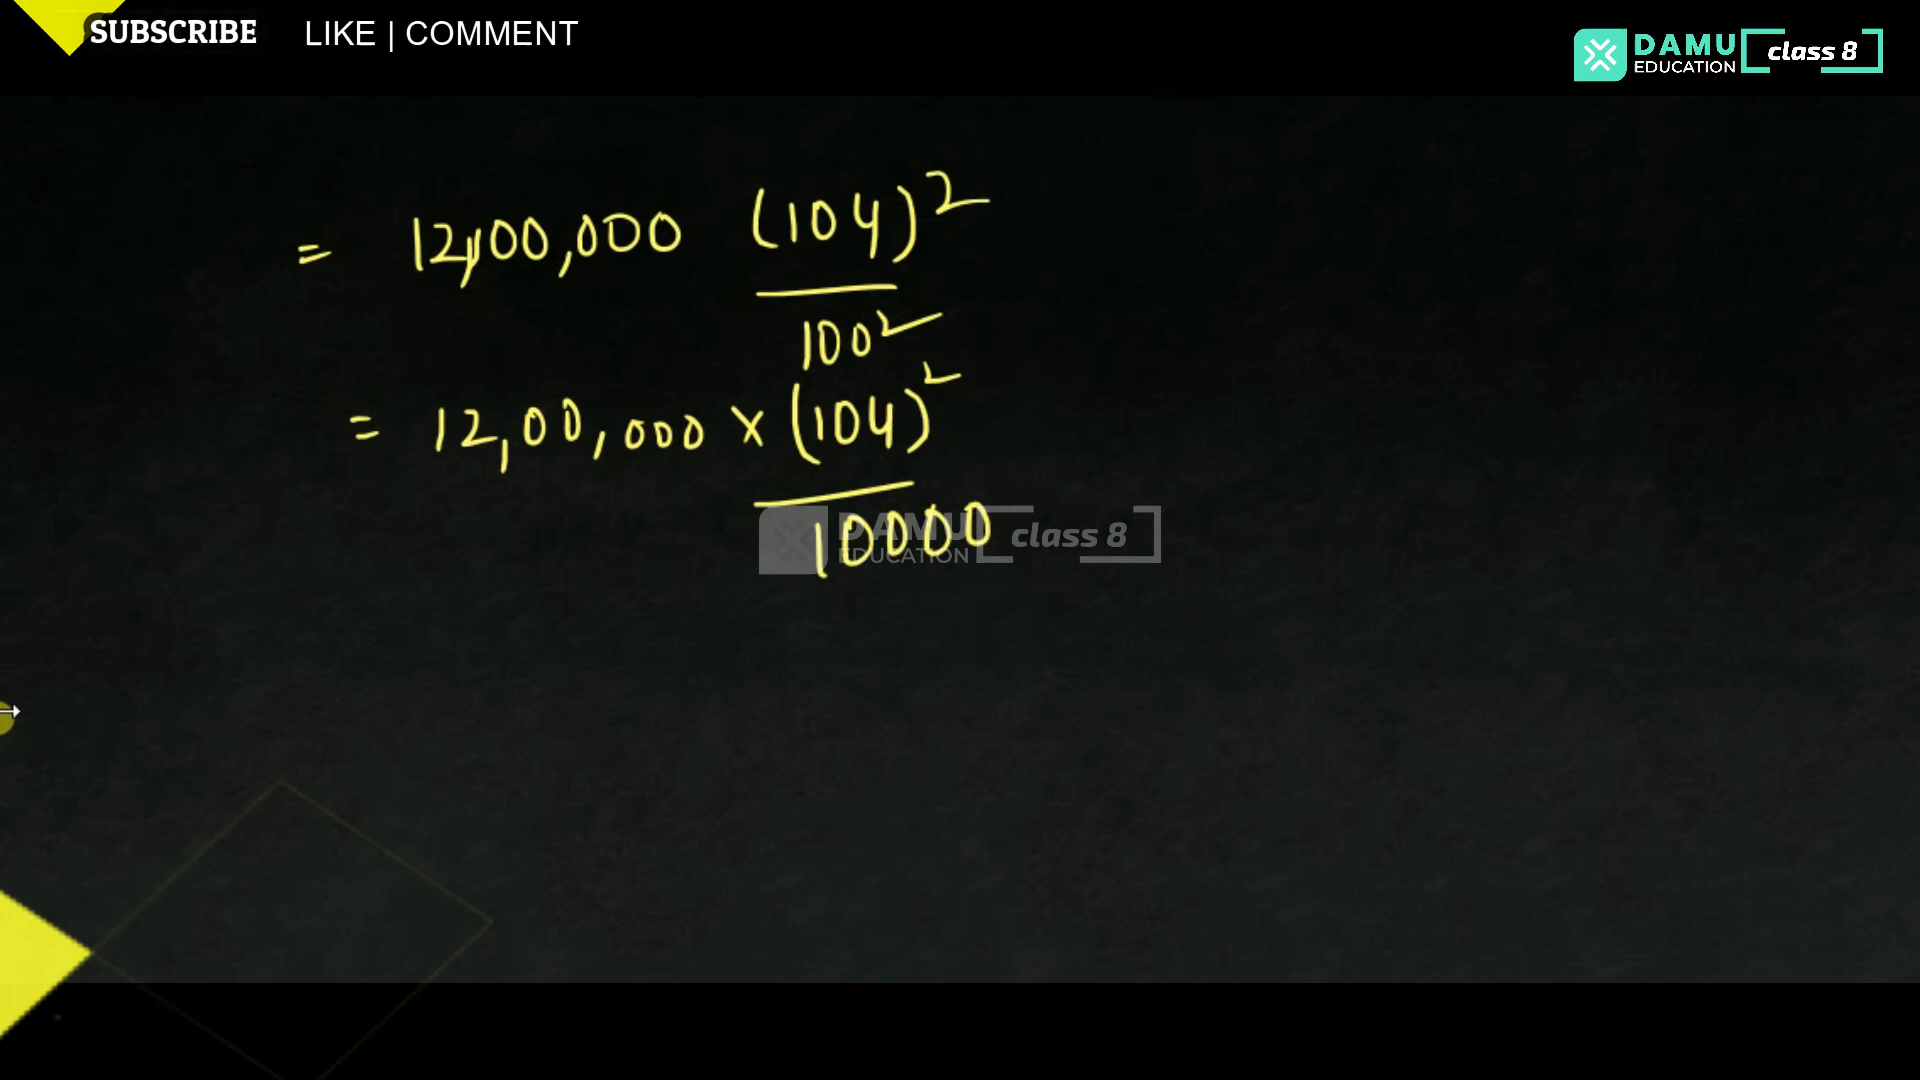 SUBSCRIBE LIKE | COMMENT
DAMU EDUCATION class 8
= 12,00,000 (104)²
100²
= 12,00,000 × (104)²
10000
DAMU EDUCATION class 8